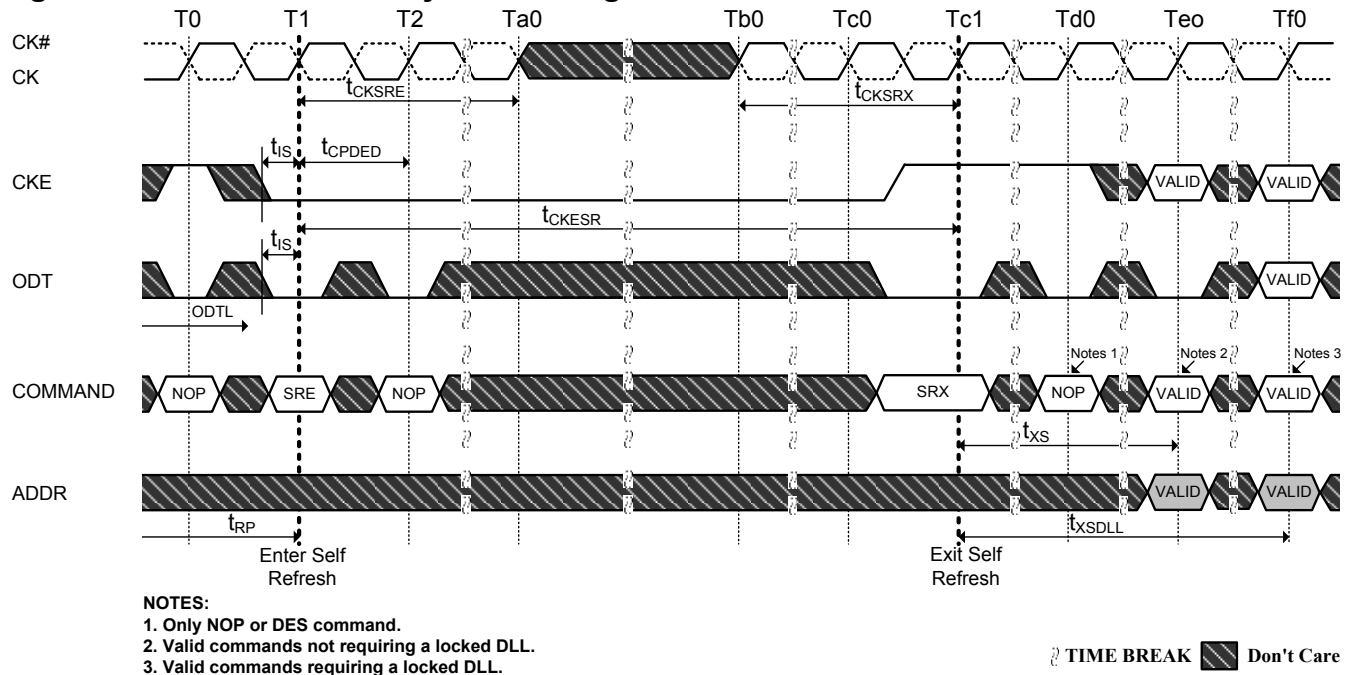 T0 T1 T2 Ta0 Tb0 Tc0 Tc1 Td0 Teo Tf0
CK#
CK
tCKSRE tCKSRX
tIS tCPDED
CKE VALID VALID
tCKESR
tIS
ODT VALID
ODTL
Notes 1 Notes 2 Notes 3
COMMAND NOP SRE NOP SRX NOP VALID VALID
tXS
ADDR VALID VALID
tRP tXSDLL
Enter Self Refresh
Exit Self Refresh
NOTES:
1. Only NOP or DES command.
2. Valid commands not requiring a locked DLL.
3. Valid commands requiring a locked DLL.
TIME BREAK Don't Care